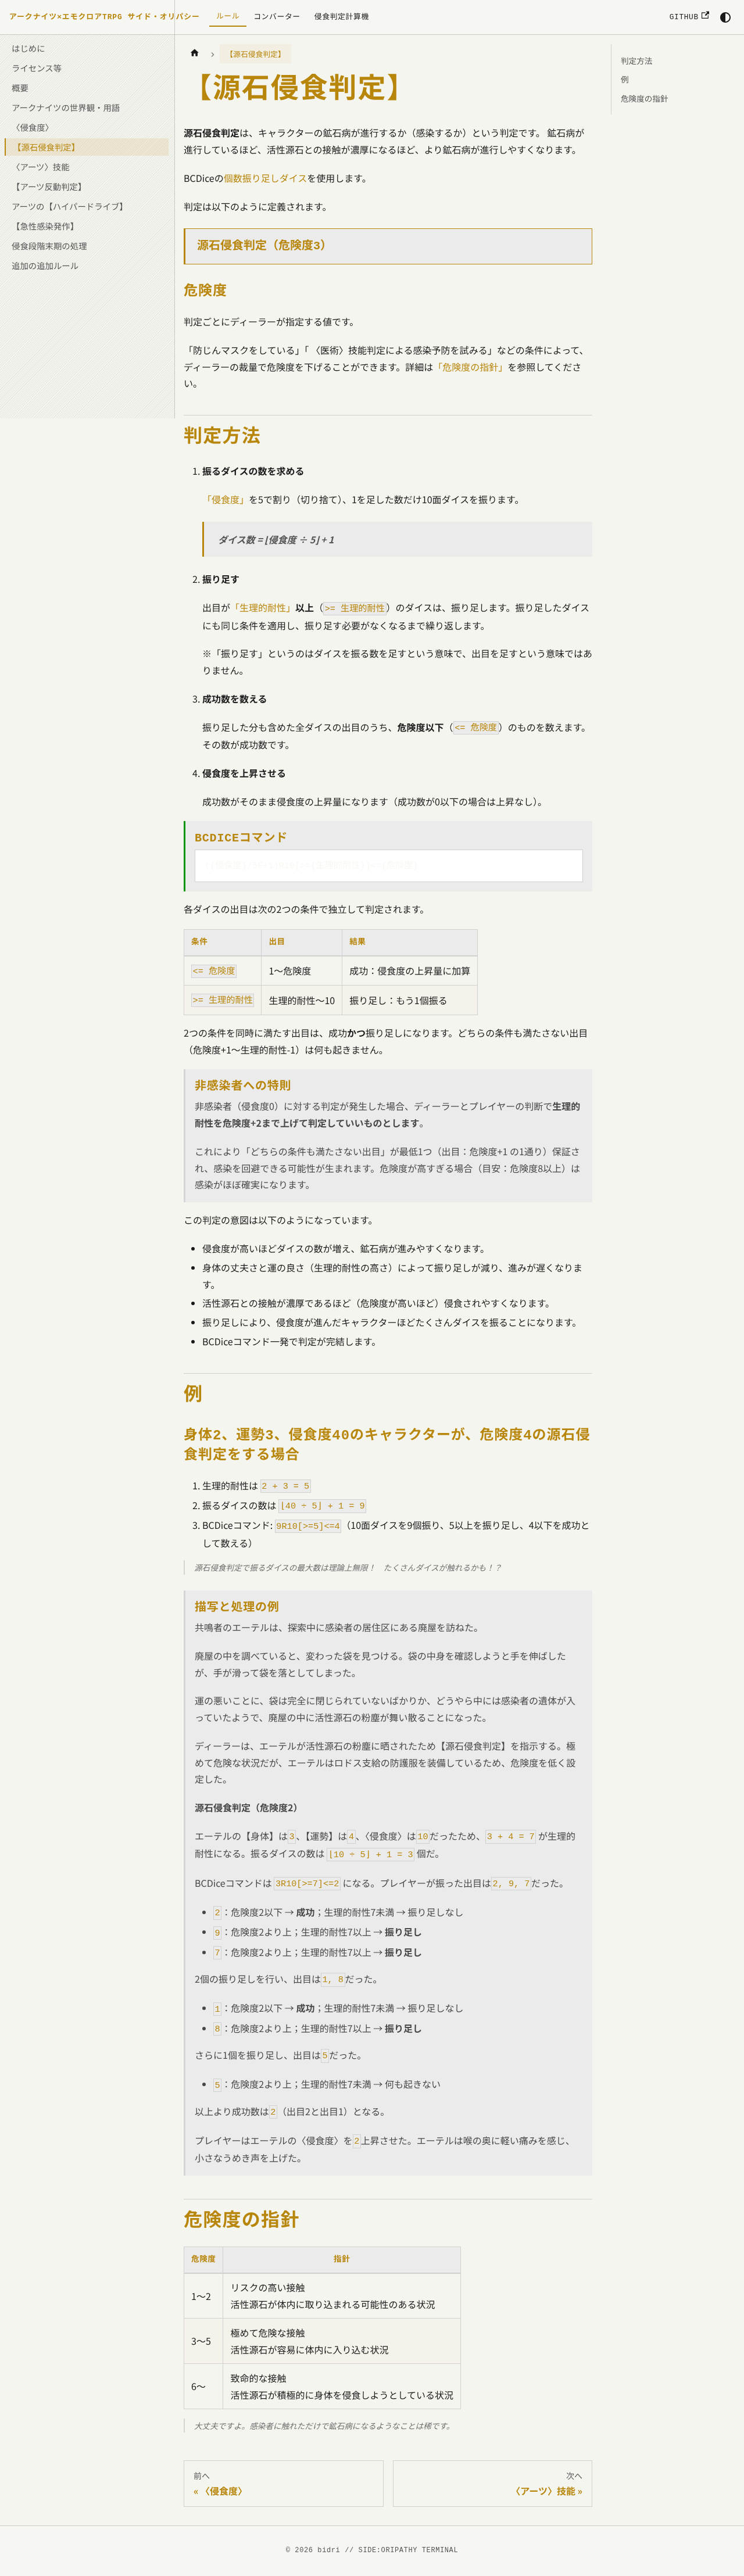 アークナイツ×エモクロアTRPG サイド・オリパシー
ルール
コンバーター
侵食判定計算機
GITHUB
はじめに
ライセンス等
概要
アークナイツの世界観・用語
〈侵食度〉
【源石侵食判定】
〈アーツ〉技能
【アーツ反動判定】
アーツの【ハイパードライブ】
【急性感染発作】
侵食段階末期の処理
追加の追加ルール
【源石侵食判定】
【源石侵食判定】
源石侵食判定は、キャラクターの鉱石病が進行するか（感染するか）という判定です。 鉱石病が
進行しているほど、活性源石との接触が濃厚になるほど、より鉱石病が進行しやすくなります。
BCDiceの個数振り足しダイスを使用します。
判定は以下のように定義されます。
源石侵食判定（危険度3）
危険度
判定ごとにディーラーが指定する値です。
「防じんマスクをしている」「 〈医術〉技能判定による感染予防を試みる」などの条件によって、
ディーラーの裁量で危険度を下げることができます。詳細は「危険度の指針」を参照してくださ
い。
判定方法
1. 振るダイスの数を求める
「侵食度」を5で割り（切り捨て）、1を足した数だけ10面ダイスを振ります。
ダイス数 = ⌊侵食度 ÷ 5⌋ + 1
2. 振り足す
出目が「生理的耐性」以上（>= 生理的耐性）のダイスは、振り足します。振り足したダイス
にも同じ条件を適用し、振り足す必要がなくなるまで繰り返します。
※「振り足す」というのはダイスを振る数を足すという意味で、出目を足すという意味ではあ
りません。
3. 成功数を数える
振り足した分も含めた全ダイスの出目のうち、危険度以下（<= 危険度）のものを数えます。
その数が成功数です。
4. 侵食度を上昇させる
成功数がそのまま侵食度の上昇量になります（成功数が0以下の場合は上昇なし）。
BCDICEコマンド
各ダイスの出目は次の2つの条件で独立して判定されます。
条件 出目 結果
<= 危険度 1〜危険度 成功：侵食度の上昇量に加算
>= 生理的耐性 生理的耐性〜10 振り足し：もう1個振る
2つの条件を同時に満たす出目は、成功かつ振り足しになります。どちらの条件も満たさない出目
（危険度+1〜生理的耐性-1）は何も起きません。
非感染者への特則
非感染者（侵食度0）に対する判定が発生した場合、ディーラーとプレイヤーの判断で生理的
耐性を危険度+2まで上げて判定していいものとします。
これにより「どちらの条件も満たさない出目」が最低1つ（出目：危険度+1 の1通り）保証さ
れ、感染を回避できる可能性が生まれます。危険度が高すぎる場合（目安：危険度8以上）は
感染がほぼ確実になります。
この判定の意図は以下のようになっています。
侵食度が高いほどダイスの数が増え、鉱石病が進みやすくなります。
身体の丈夫さと運の良さ（生理的耐性の高さ）によって振り足しが減り、進みが遅くなりま
す。
活性源石との接触が濃厚であるほど（危険度が高いほど）侵食されやすくなります。
振り足しにより、侵食度が進んだキャラクターほどたくさんダイスを振ることになります。
BCDiceコマンド一発で判定が完結します。
例
身体2、運勢3、侵食度40のキャラクターが、危険度4の源石侵
食判定をする場合
1. 生理的耐性は 2 + 3 = 5
2. 振るダイスの数は ⌊40 ÷ 5⌋ + 1 = 9
3. BCDiceコマンド: 9R10[>=5]<=4（10面ダイスを9個振り、5以上を振り足し、4以下を成功と
して数える）
源石侵食判定で振るダイスの最大数は理論上無限！ たくさんダイスが触れるかも！？
描写と処理の例
共鳴者のエーテルは、探索中に感染者の居住区にある廃屋を訪ねた。
廃屋の中を調べていると、変わった袋を見つける。袋の中身を確認しようと手を伸ばした
が、手が滑って袋を落としてしまった。
運の悪いことに、袋は完全に閉じられていないばかりか、どうやら中には感染者の遺体が入
っていたようで、廃屋の中に活性源石の粉塵が舞い散ることになった。
ディーラーは、エーテルが活性源石の粉塵に晒されたため【源石侵食判定】を指示する。極
めて危険な状況だが、エーテルはロドス支給の防護服を装備しているため、危険度を低く設
定した。
源石侵食判定（危険度2）
エーテルの【身体】は3、【運勢】は4、〈侵食度〉は10だったため、3 + 4 = 7 が生理的
耐性になる。振るダイスの数は ⌊10 ÷ 5⌋ + 1 = 3 個だ。
BCDiceコマンドは 3R10[>=7]<=2 になる。プレイヤーが振った出目は2, 9, 7だった。
2：危険度2以下 → 成功；生理的耐性7未満 → 振り足しなし
9：危険度2より上；生理的耐性7以上 → 振り足し
7：危険度2より上；生理的耐性7以上 → 振り足し
2個の振り足しを行い、出目は1, 8だった。
1：危険度2以下 → 成功；生理的耐性7未満 → 振り足しなし
8：危険度2より上；生理的耐性7以上 → 振り足し
さらに1個を振り足し、出目は5だった。
5：危険度2より上；生理的耐性7未満 → 何も起きない
以上より成功数は2（出目2と出目1）となる。
プレイヤーはエーテルの〈侵食度〉を2上昇させた。エーテルは喉の奥に軽い痛みを感じ、
小さなうめき声を上げた。
危険度の指針
危険度 指針
1〜2 リスクの高い接触
活性源石が体内に取り込まれる可能性のある状況
3〜5 極めて危険な接触
活性源石が容易に体内に入り込む状況
6〜 致命的な接触
活性源石が積極的に身体を侵食しようとしている状況
大丈夫ですよ。感染者に触れただけで鉱石病になるようなことは稀です。
前へ
« 〈侵食度〉
次へ
〈アーツ〉技能 »
判定方法
例
危険度の指針
© 2026 bidri // SIDE:ORIPATHY TERMINAL